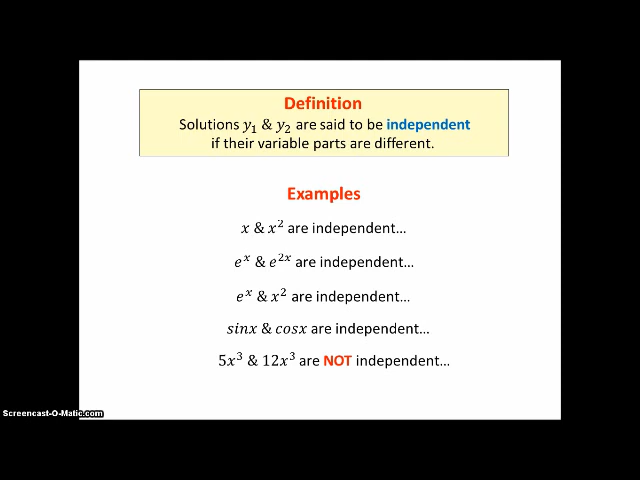 Definition
Solutions y₁ & y₂ are said to be independent
if their variable parts are different.
Examples
x & x² are independent...
eˣ & e²ˣ are independent...
eˣ & x² are independent...
sinx & cosx are independent...
5x³ & 12x³ are NOT independent...
Screencast-O-Matic.com